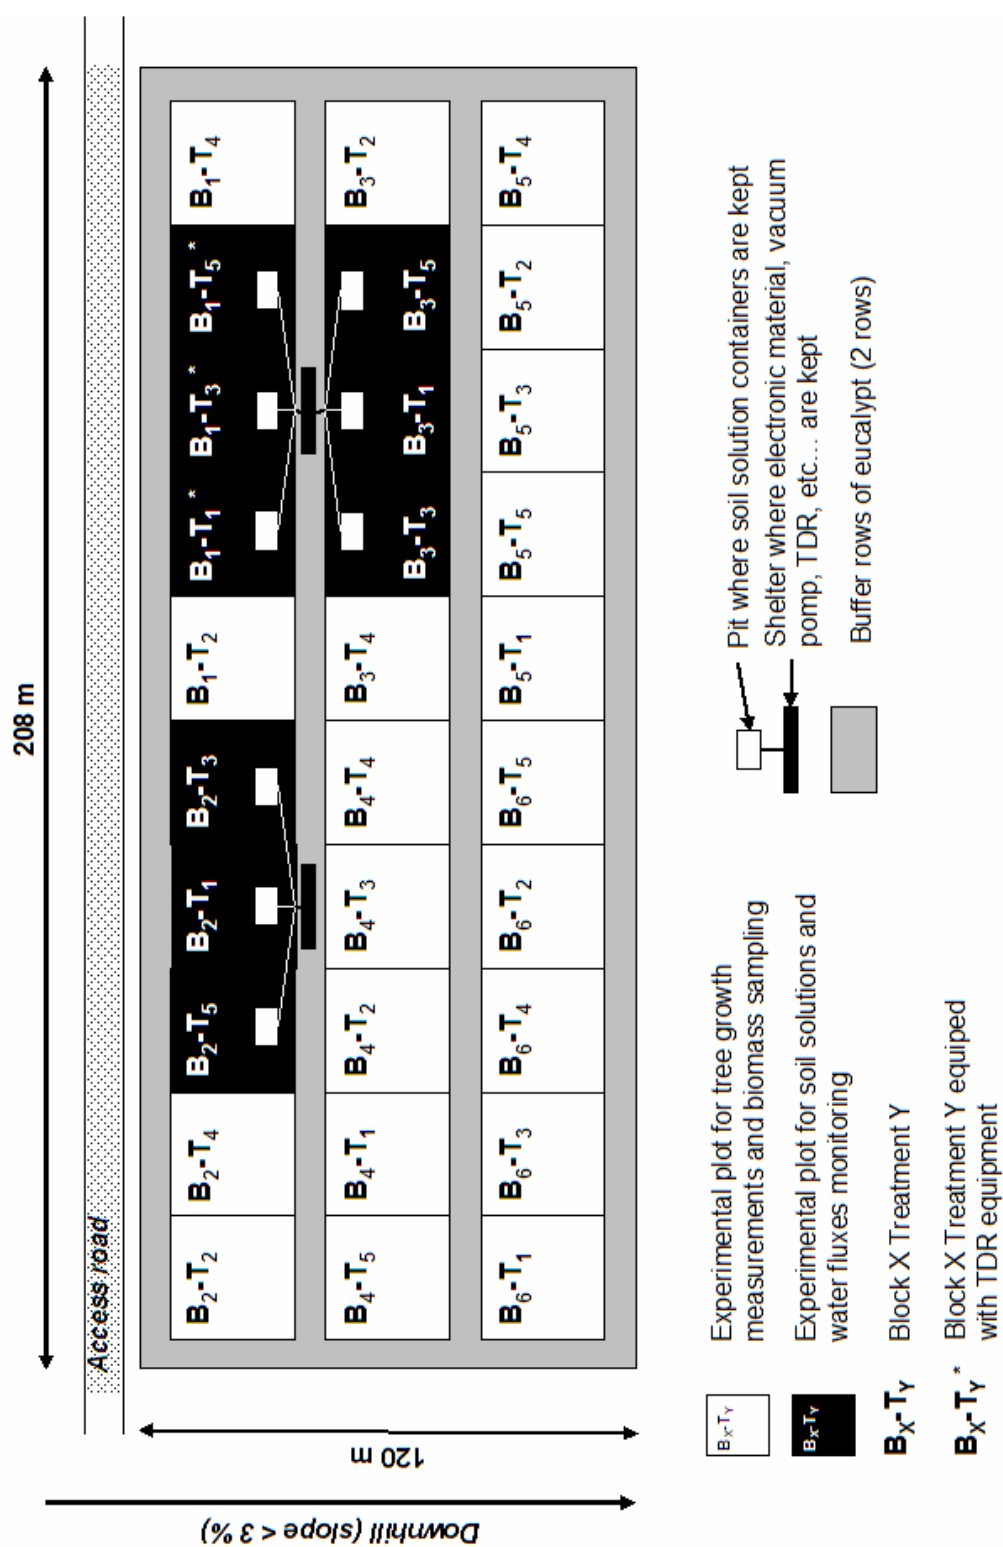 208 m
Access road
B2-T2
B2-T4
B2-T5
B2-T1
B2-T3
B1-T2
B1-T1*
B1-T3*
B1-T5*
B1-T4
B4-T5
B4-T1
B4-T2
B4-T3
B4-T4
B3-T4
B3-T3
B3-T1
B3-T5
B3-T2
B6-T1
B6-T3
B6-T4
B6-T2
B6-T5
B5-T1
B5-T5
B5-T3
B5-T2
B5-T4
120 m
Downhill (slope < 3 %)
BX-TY
Experimental plot for tree growth
measurements and biomass sampling
BX-TY
Experimental plot for soil solutions and
water fluxes monitoring
BX-TY
Block X Treatment Y
BX-TY*
Block X Treatment Y equiped
with TDR equipment
Pit where soil solution containers are kept
Shelter where electronic material, vacuum
pomp, TDR, etc... are kept
Buffer rows of eucalypt (2 rows)